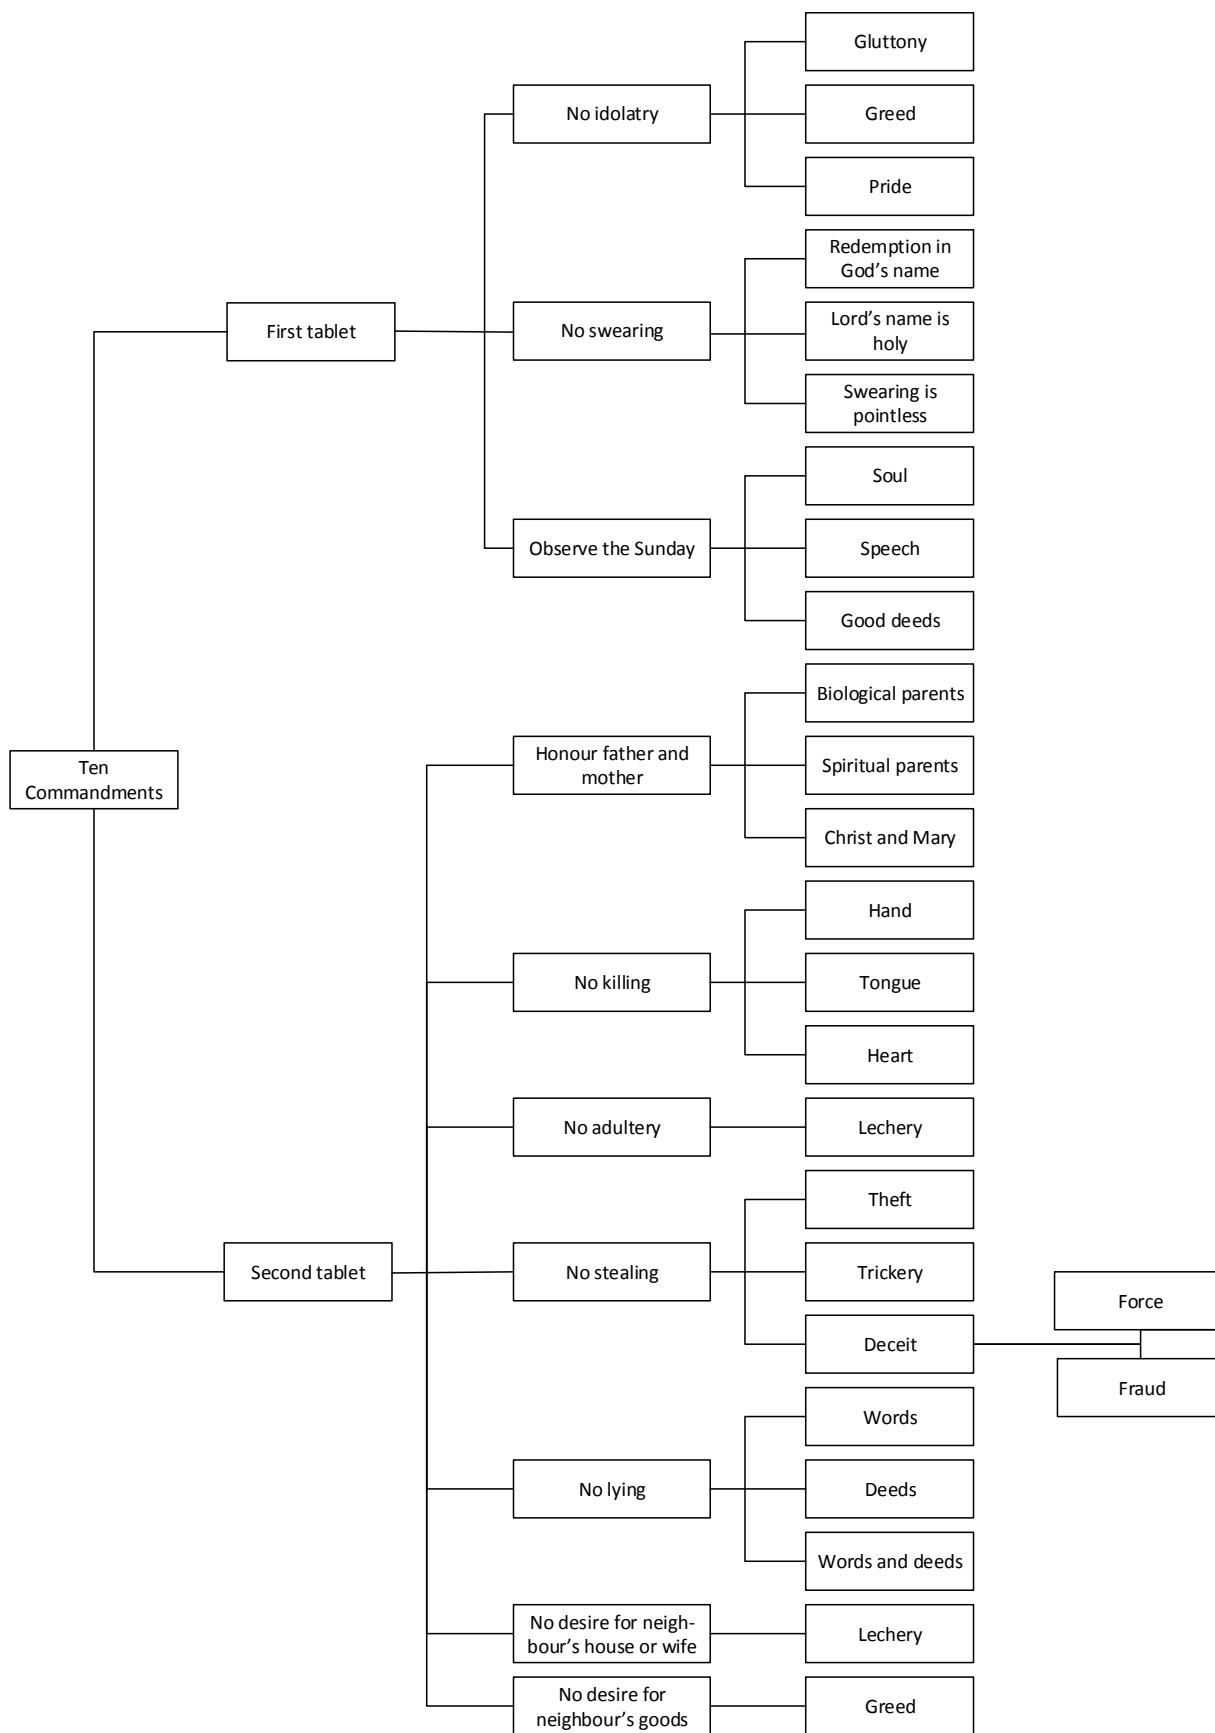 Gluttony
No idolatry
Greed
Pride
Redemption in
God’s name
First tablet
No swearing
Lord’s name is
holy
Swearing is
pointless
Soul
Observe the Sunday
Speech
Good deeds
Biological parents
Ten
Commandments
Honour father and
mother
Spiritual parents
Christ and Mary
Hand
No killing
Tongue
Heart
No adultery
Lechery
Theft
Second tablet
No stealing
Trickery
Force
Deceit
Fraud
Words
No lying
Deeds
Words and deeds
No desire for neigh-
bour’s house or wife
Lechery
No desire for
neighbour’s goods
Greed